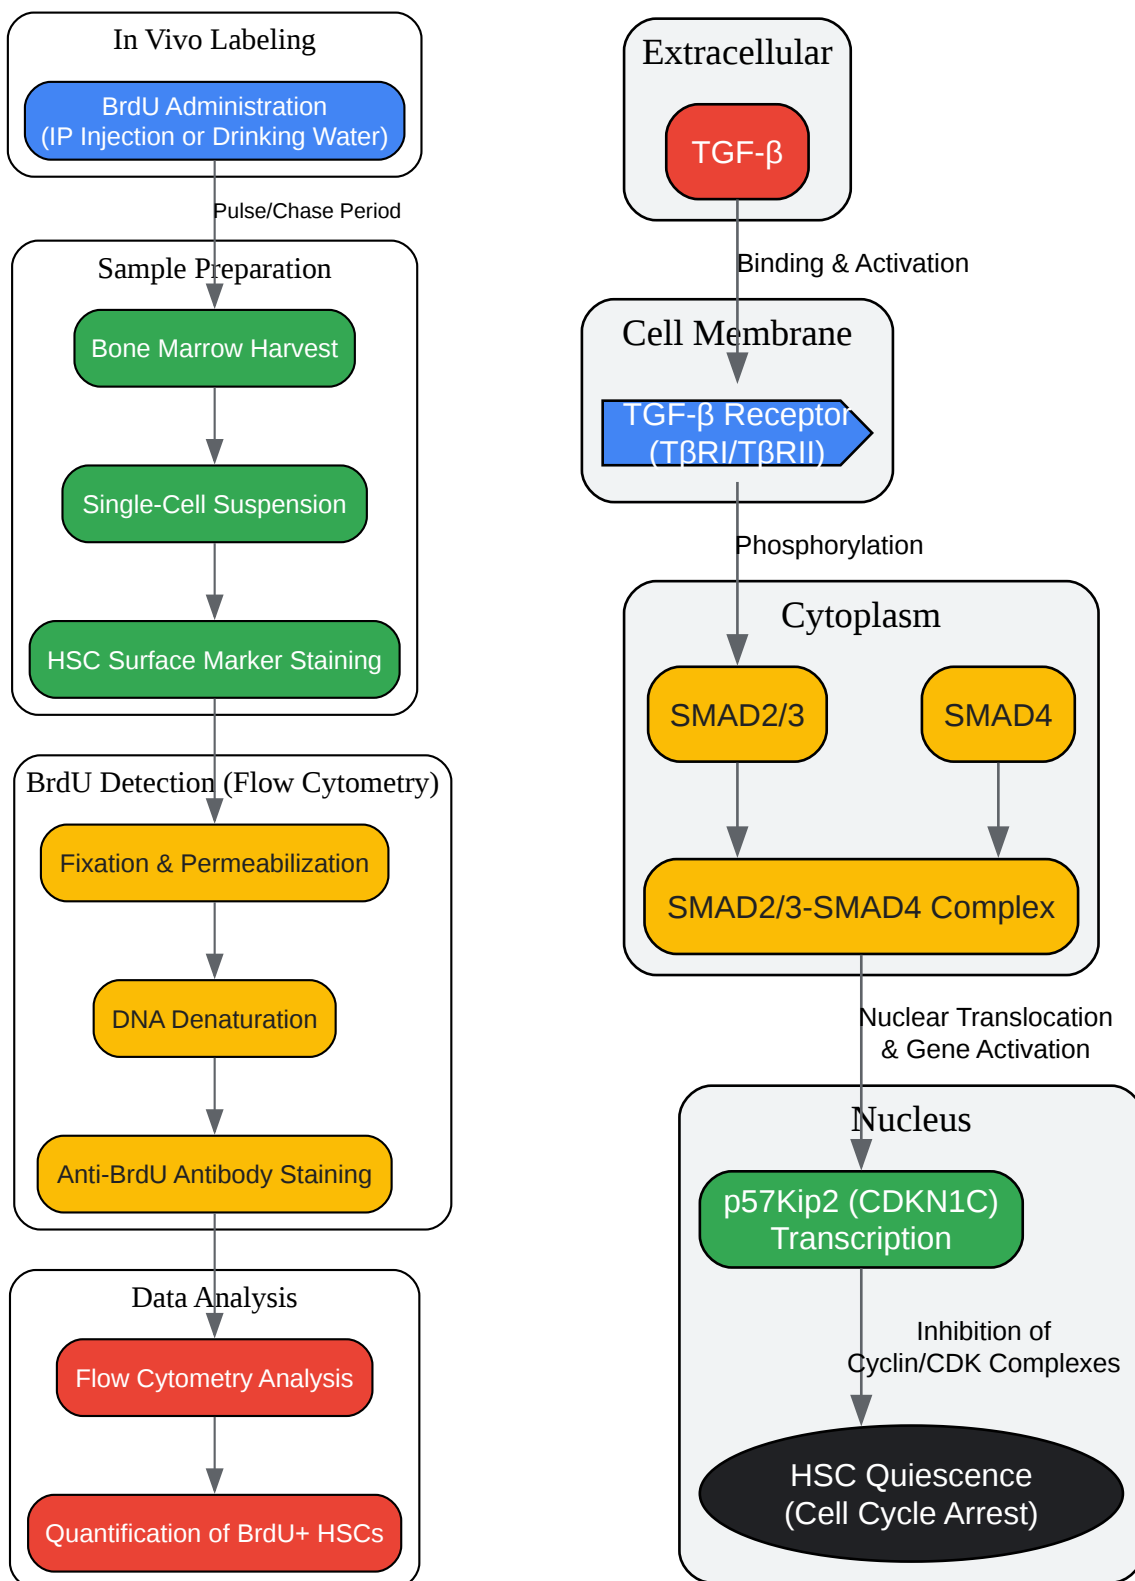 In Vivo Labeling
BrdU Administration
(IP Injection or Drinking Water)
Pulse/Chase Period
Sample Preparation
Bone Marrow Harvest
Single-Cell Suspension
HSC Surface Marker Staining
BrdU Detection (Flow Cytometry)
Fixation & Permeabilization
DNA Denaturation
Anti-BrdU Antibody Staining
Data Analysis
Flow Cytometry Analysis
Quantification of BrdU+ HSCs
Extracellular
TGF-β
Binding & Activation
Cell Membrane
TGF-β Receptor
(TβRI/TβRII)
Phosphorylation
Cytoplasm
SMAD2/3
SMAD4
SMAD2/3-SMAD4 Complex
Nuclear Translocation
& Gene Activation
Nucleus
p57Kip2 (CDKN1C)
Transcription
Inhibition of
Cyclin/CDK Complexes
HSC Quiescence
(Cell Cycle Arrest)